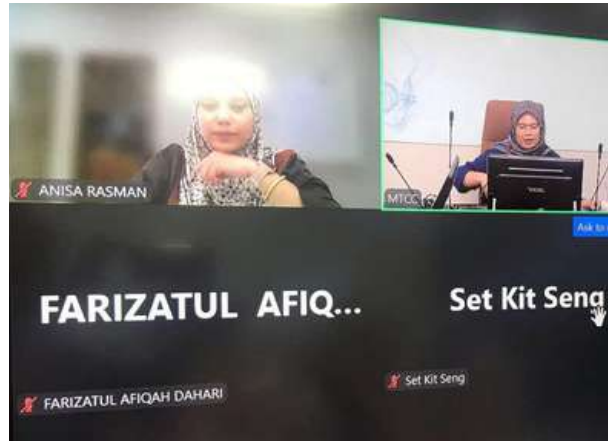 ANISA RASMAN
MTCC
Ask to
FARIZATUL AFIQ...
Set Kit Seng
FARIZATUL AFIQAH DAHARI
Set Kit Seng